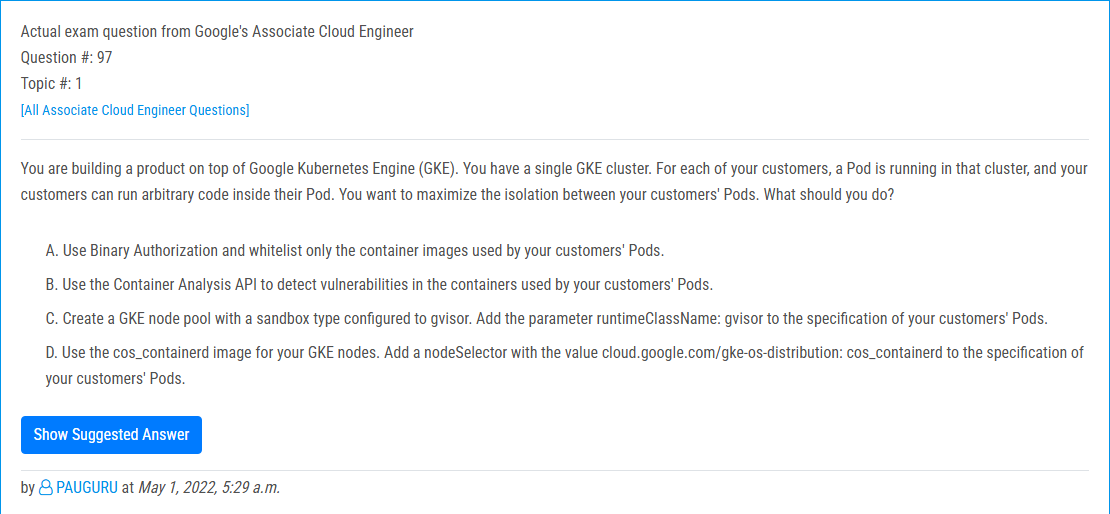 Actual exam question from Google's Associate Cloud Engineer
Question #: 97
Topic #: 1
[All Associate Cloud Engineer Questions]
You are building a product on top of Google Kubernetes Engine (GKE). You have a single GKE cluster. For each of your customers, a Pod is running in that cluster, and your
customers can run arbitrary code inside their Pod. You want to maximize the isolation between your customers' Pods. What should you do?
A. Use Binary Authorization and whitelist only the container images used by your customers' Pods.
B. Use the Container Analysis API to detect vulnerabilities in the containers used by your customers' Pods.
C. Create a GKE node pool with a sandbox type configured to gvisor. Add the parameter runtimeClassName: gvisor to the specification of your customers' Pods.
D. Use the cos_containerd image for your GKE nodes. Add a nodeSelector with the value cloud.google.com/gke-os-distribution: cos_containerd to the specification of
your customers' Pods.
Show Suggested Answer
by PAUGURU at May 1, 2022, 5:29 a.m.